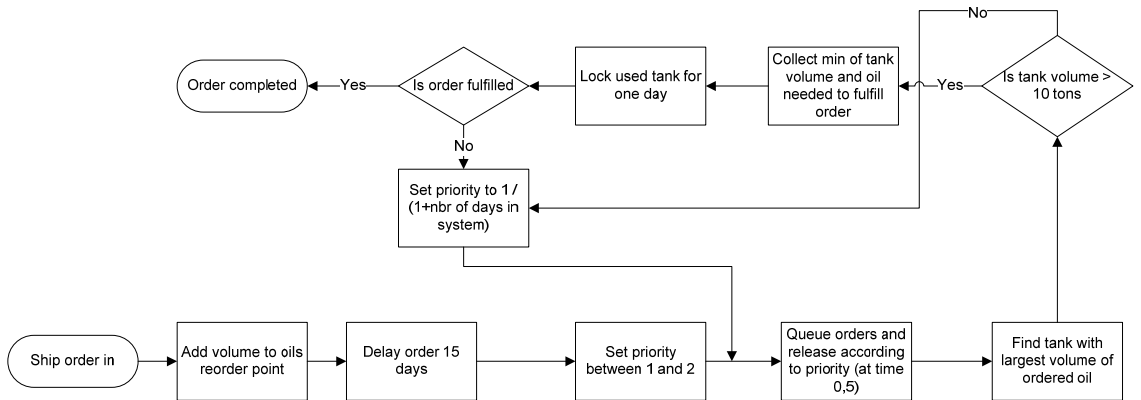 No
Order completed
Yes
Is order fulfilled
Lock used tank for
one day
Collect min of tank
volume and oil
needed to fulfill
order
Yes
Is tank volume >
10 tons
No
Set priority to 1 /
(1+nbr of days in
system)
Ship order in
Add volume to oils
reorder point
Delay order 15
days
Set priority
between 1 and 2
Queue orders and
release according
to priority (at time
0,5)
Find tank with
largest volume of
ordered oil